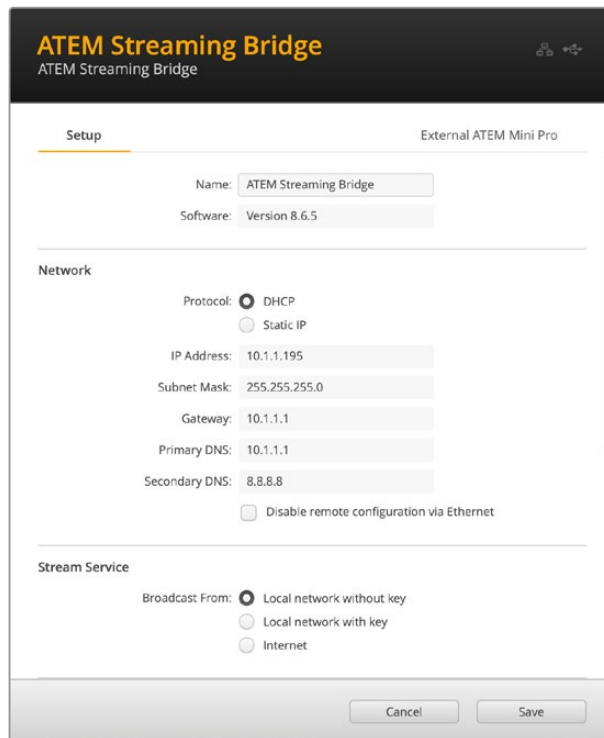 ATEM Streaming Bridge
ATEM Streaming Bridge
Setup External ATEM Mini Pro
Name: ATEM Streaming Bridge
Software: Version 8.6.5
Network
Protocol: DHCP
Static IP
IP Address: 10.1.1.195
Subnet Mask: 255.255.255.0
Gateway: 10.1.1.1
Primary DNS: 10.1.1.1
Secondary DNS: 8.8.8.8
Disable remote configuration via Ethernet
Stream Service
Broadcast From: Local network without key
Local network with key
Internet
Cancel Save